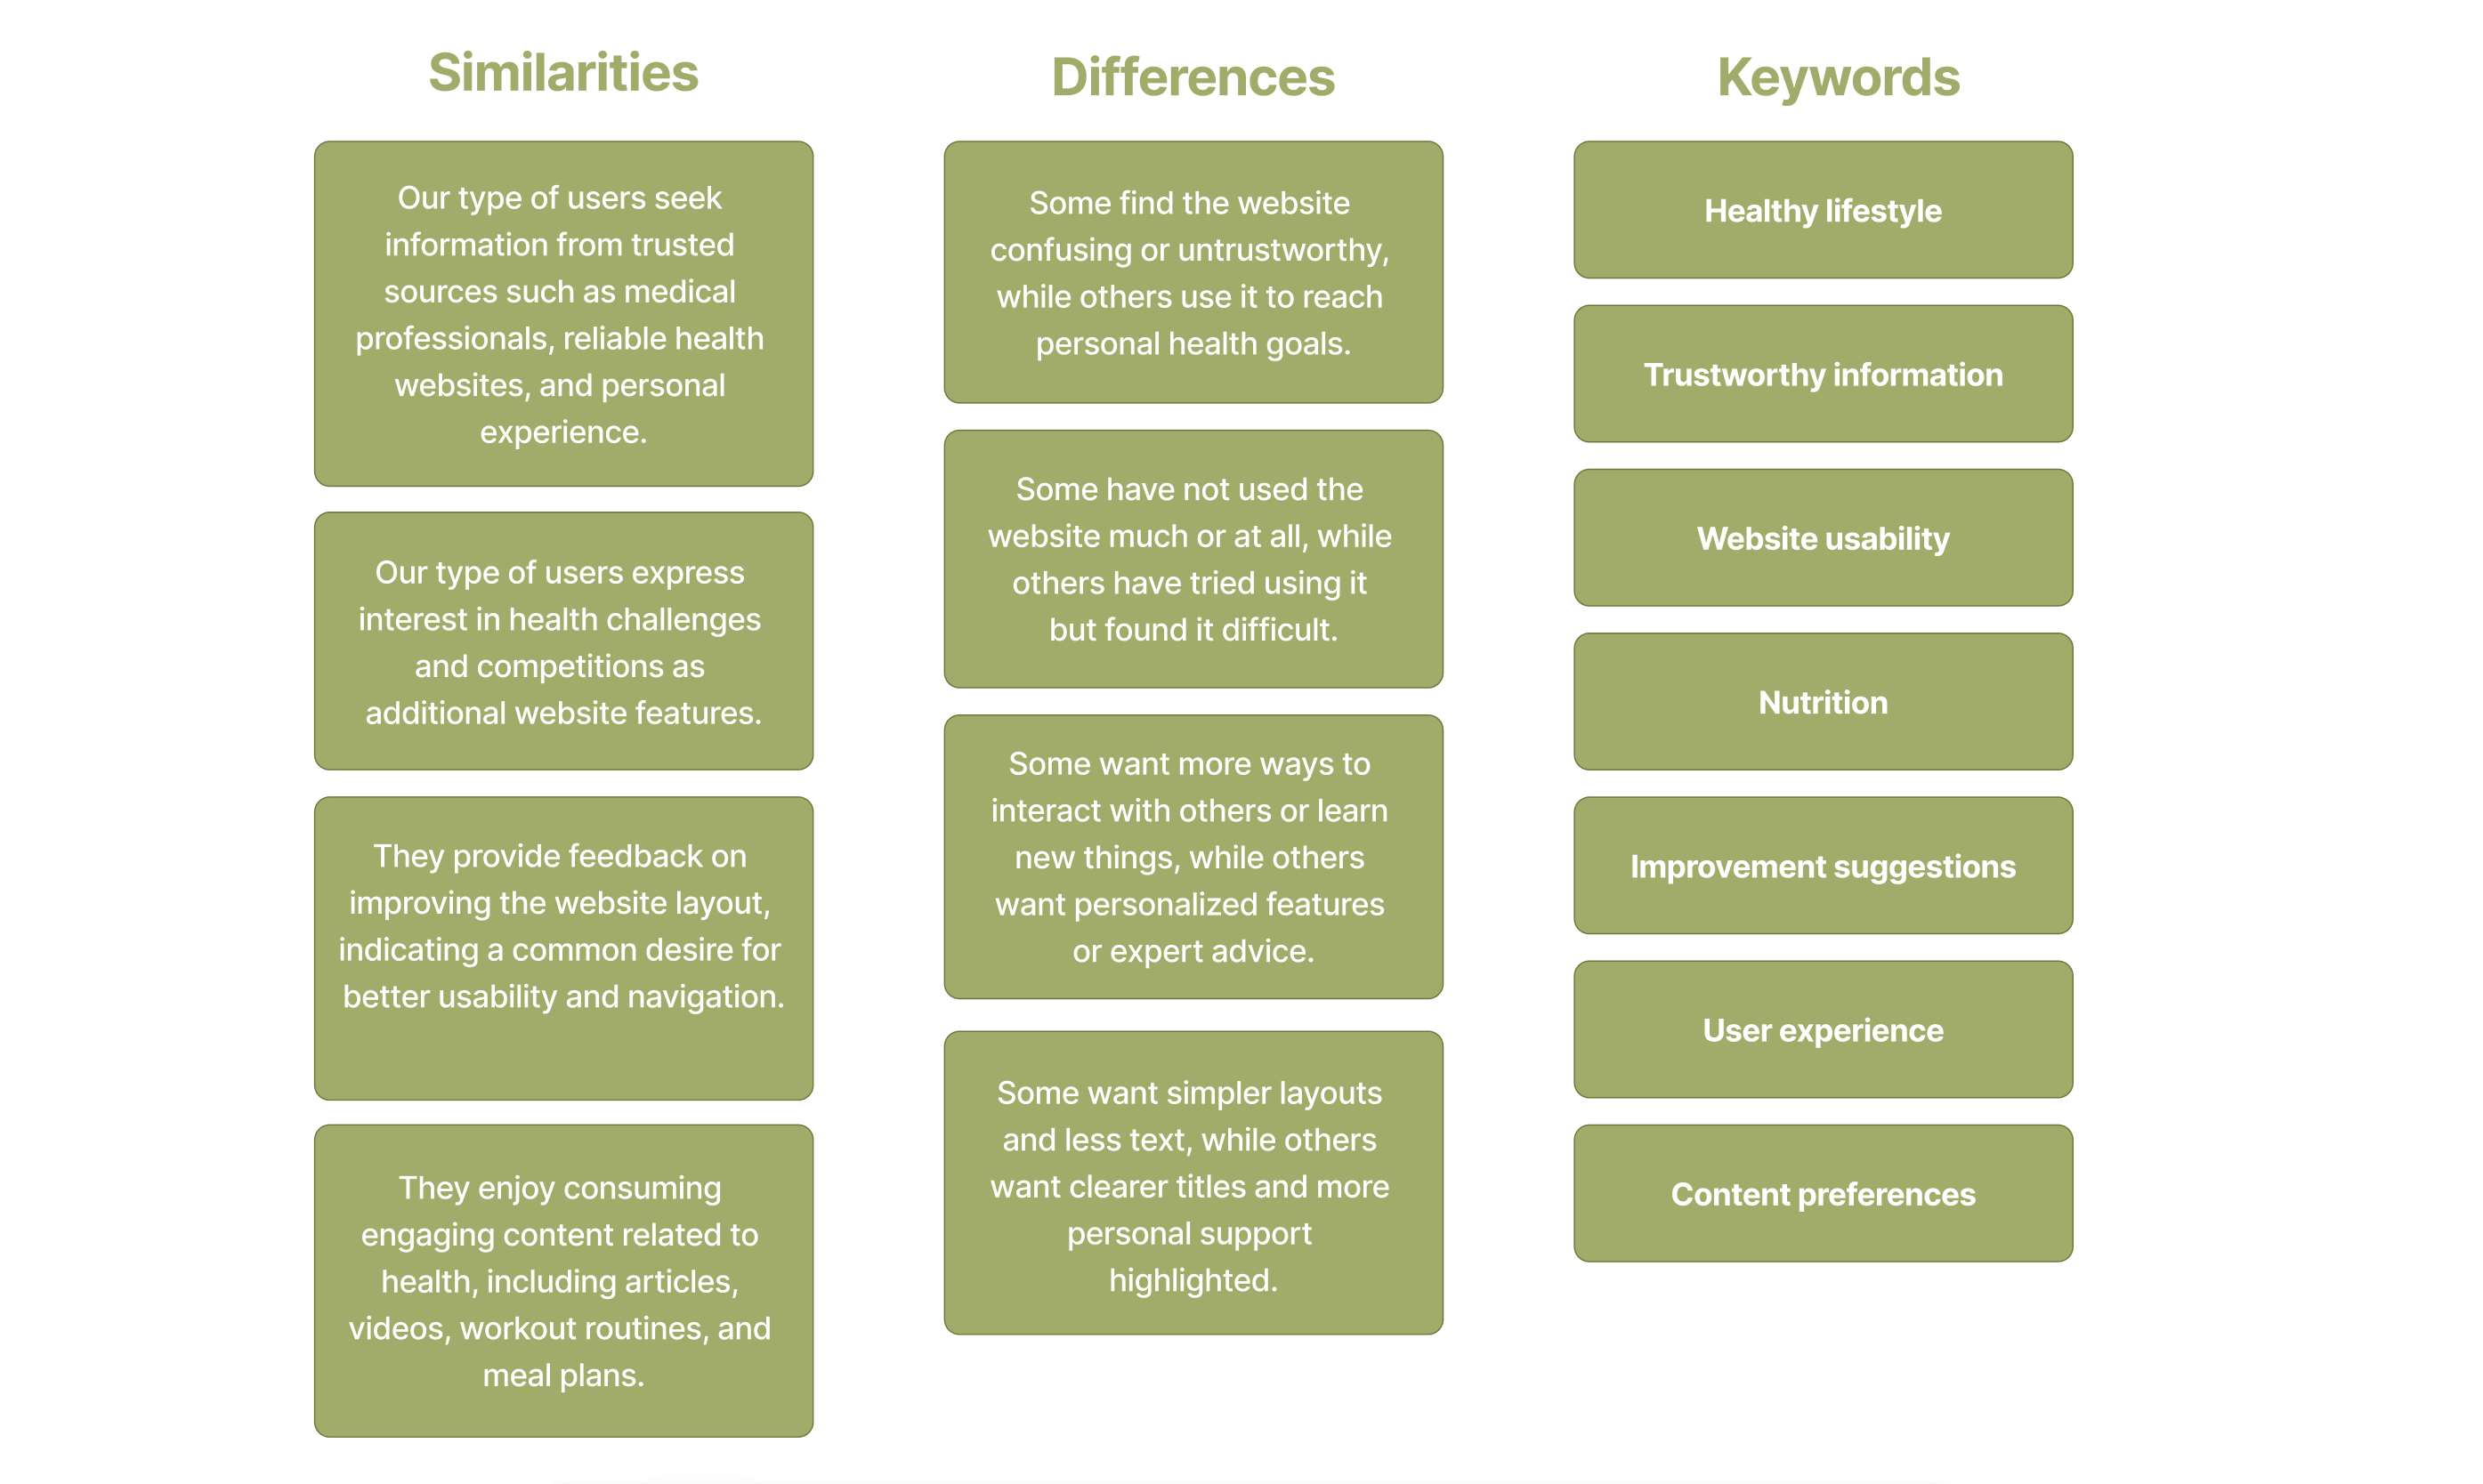 Similarities
Our type of users seek
information from trusted
sources such as medical
professionals, reliable health
websites, and personal
experience.
Our type of users express
interest in health challenges
and competitions as
additional website features.
They provide feedback on
improving the website layout,
indicating a common desire for
better usability and navigation.
They enjoy consuming
engaging content related to
health, including articles,
videos, workout routines, and
meal plans.
Differences
Some find the website
confusing or untrustworthy,
while others use it to reach
personal health goals.
Some have not used the
website much or at all, while
others have tried using it
but found it difficult.
Some want more ways to
interact with others or learn
new things, while others
want personalized features
or expert advice.
Some want simpler layouts
and less text, while others
want clearer titles and more
personal support
highlighted.
Keywords
Healthy lifestyle
Trustworthy information
Website usability
Nutrition
Improvement suggestions
User experience
Content preferences